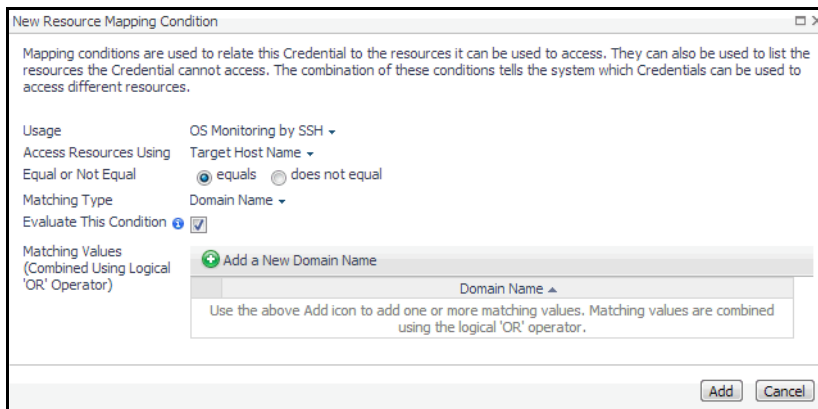 New Resource Mapping Condition
Mapping conditions are used to relate this Credential to the resources it can be used to access. They can also be used to list the
resources the Credential cannot access. The combination of these conditions tells the system which Credentials can be used to
access different resources.
Usage OS Monitoring by SSH
Access Resources Using Target Host Name
Equal or Not Equal equals does not equal
Matching Type Domain Name
Evaluate This Condition
Matching Values
(Combined Using Logical
'OR' Operator)
Add a New Domain Name
Domain Name
Use the above Add icon to add one or more matching values. Matching values are combined
using the logical 'OR' operator.
Add Cancel